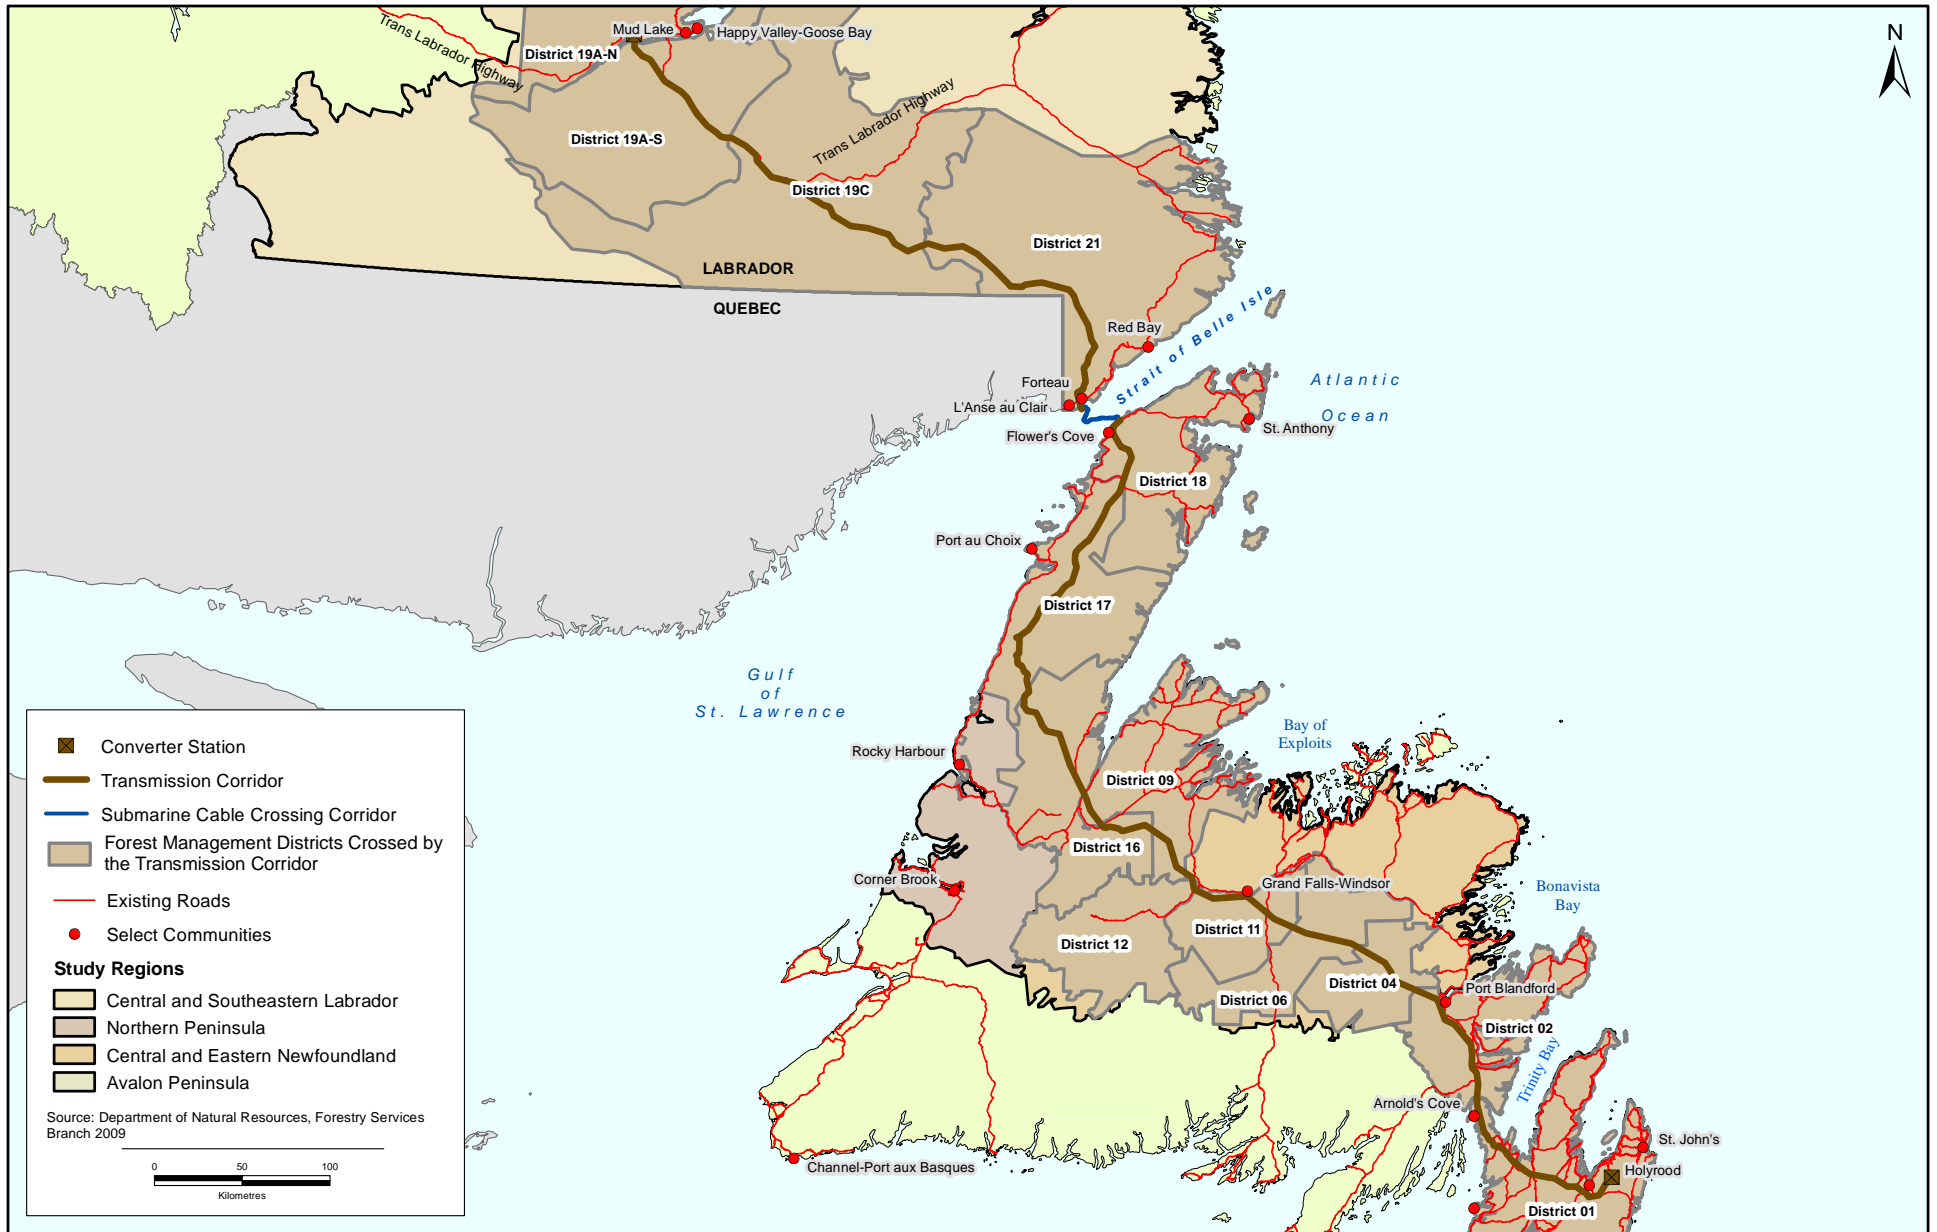 N
Mud Lake
Happy Valley-Goose Bay
Trans Labrador Highway
District 19A-N
Trans Labrador Highway
District 19A-S
District 19C
District 21
LABRADOR
QUEBEC
Red Bay
Strait of Belle Isle
Forteau
L'Anse au Clair
Atlantic
Ocean
Flower's Cove
St. Anthony
District 18
Port au Choix
District 17
Gulf
of
St. Lawrence
Bay of
Exploits
Rocky Harbour
District 09
District 16
Corner Brook
Grand Falls-Windsor
Bonavista
Bay
District 12
District 11
District 04
District 06
Port Blandford
District 02
Trinity Bay
Arnold's Cove
St. John's
Holyrood
Channel-Port aux Basques
District 01
Converter Station
Transmission Corridor
Submarine Cable Crossing Corridor
Forest Management Districts Crossed by
the Transmission Corridor
Existing Roads
Select Communities
Study Regions
Central and Southeastern Labrador
Northern Peninsula
Central and Eastern Newfoundland
Avalon Peninsula
Source: Department of Natural Resources, Forestry Services
Branch 2009
0 50 100
Kilometres